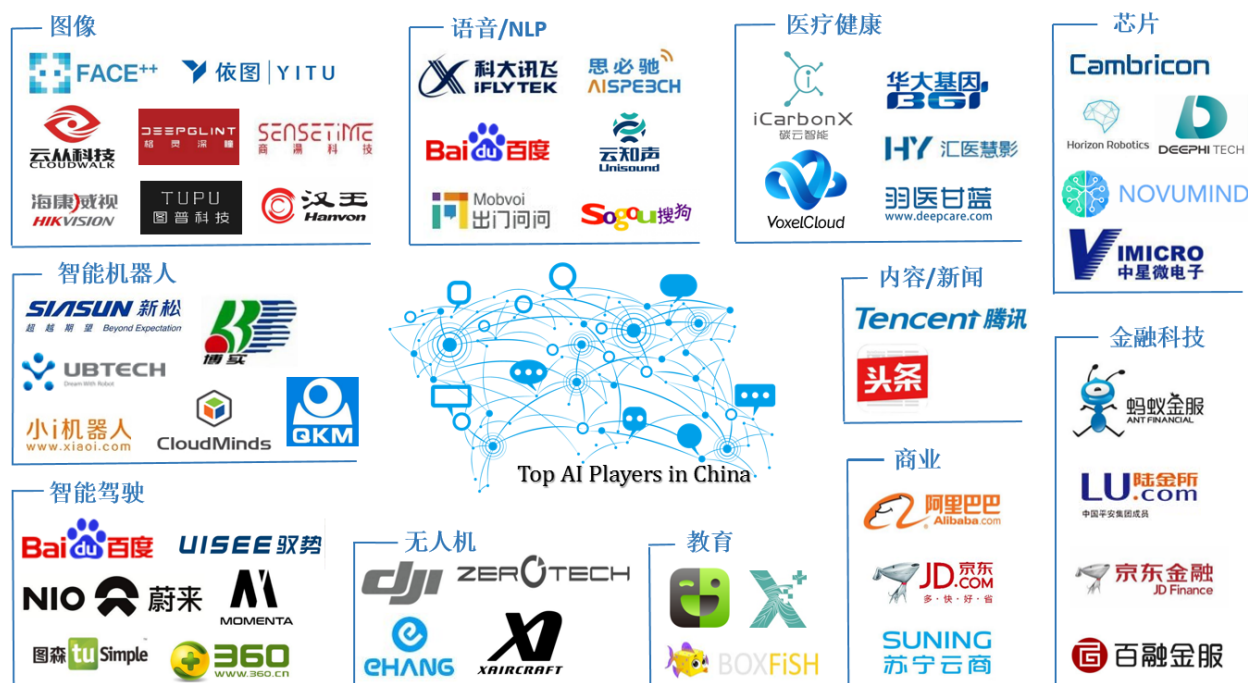 图像
FACE++
依图 | YITU
云从科技
CLOUDWALK
DEEPGLINT
格灵深瞳
SENSETIME
商汤科技
海康威视
HIKVISION
TUPU
图普科技
汉王
Hanvon
语音/NLP
科大讯飞
iFLYTEK
思必驰
AISPEECH
Bai du 百度
云知声
Unisound
Mobvoi
出门问问
Sogou搜狗
医疗健康
iCarbonX
碳云智能
华大基因
BGI
HY 汇医慧影
VoxelCloud
羽医甘蓝
www.deepcare.com
芯片
Cambricon
Horizon Robotics
DEEPHI TECH
NOVUMIND
VIMICRO
中星微电子
智能机器人
SIASUN 新松
超越期望 Beyond Expectation
博实
UBTECH
Dream With Robot
小i机器人
www.xiaoi.com
CloudMinds
QKM
Top AI Players in China
内容/新闻
Tencent 腾讯
头条
金融科技
蚂蚁金服
ANT FINANCIAL
LU陆金所
.com
中国平安集团成员
京东金融
JD Finance
百融金服
智能驾驶
Bai du 百度
UISEE 驭势
NIO 蔚来
MOMENTA
图森 tu Simple
360
www.360.cn
无人机
dji
ZEROTECH
EHANG
XAIRCRAFT
教育
X+
BOXFiSH
商业
阿里巴巴
Alibaba.com
JD京东
.COM
多·快·好·省
SUNING
苏宁云商